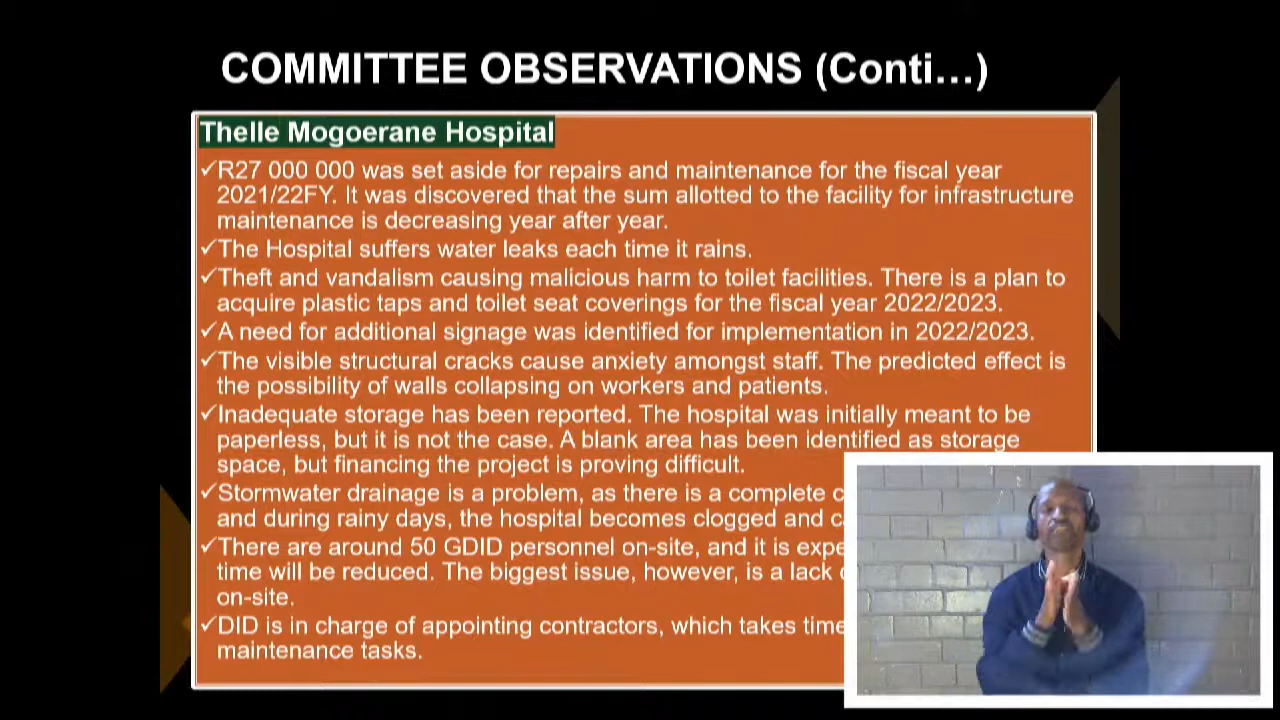 COMMITTEE OBSERVATIONS (Conti...)
Thelle Mogoerane Hospital
✓R27 000 000 was set aside for repairs and maintenance for the fiscal year
2021/22FY. It was discovered that the sum allotted to the facility for infrastructure
maintenance is decreasing year after year.
✓The Hospital suffers water leaks each time it rains.
✓Theft and vandalism causing malicious harm to toilet facilities. There is a plan to
acquire plastic taps and toilet seat coverings for the fiscal year 2022/2023.
✓A need for additional signage was identified for implementation in 2022/2023.
✓The visible structural cracks cause anxiety amongst staff. The predicted effect is
the possibility of walls collapsing on workers and patients.
✓Inadequate storage has been reported. The hospital was initially meant to be
paperless, but it is not the case. A blank area has been identified as storage
space, but financing the project is proving difficult.
✓Stormwater drainage is a problem, as there is a complete
and during rainy days, the hospital becomes clogged and
✓There are around 50 GDID personnel on-site, and it is
time will be reduced. The biggest issue, however, is a lack
on-site.
✓DID is in charge of appointing contractors, which takes time
maintenance tasks.